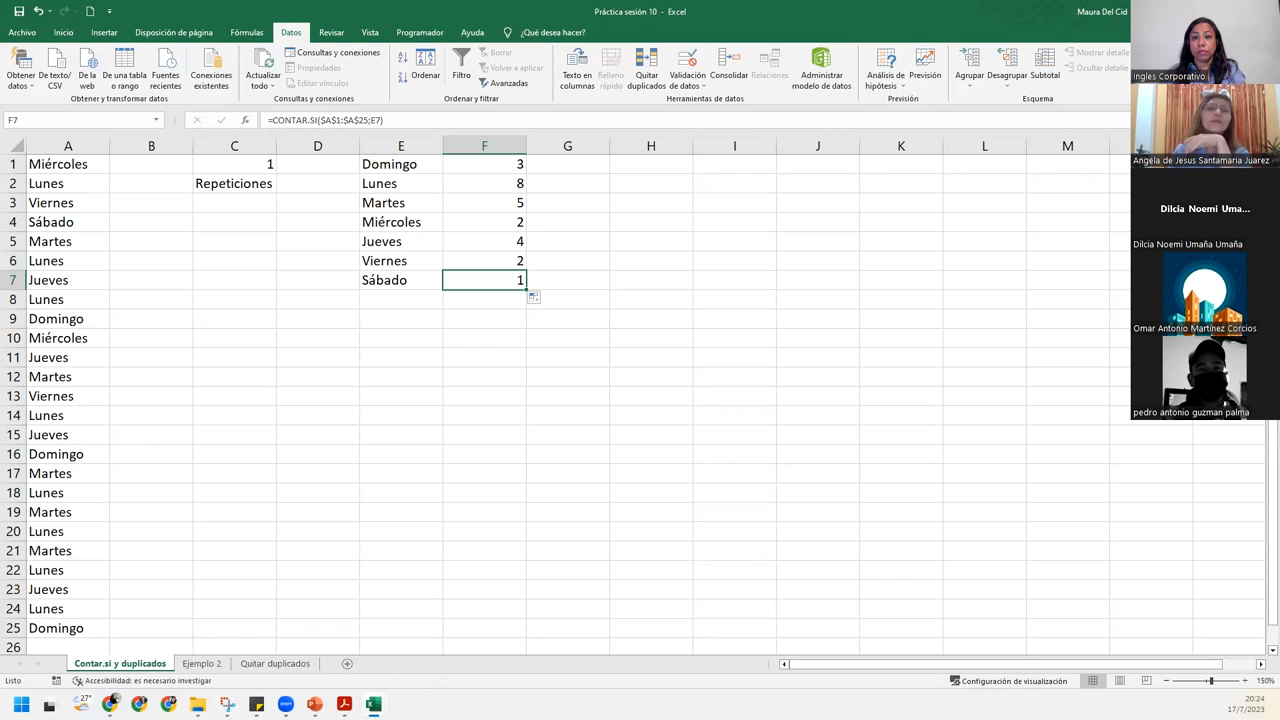 Práctica sesión 10 - Excel
Maura Del Cid
Archivo Inicio Insertar Disposición de página Fórmulas Datos Revisar Vista Programador Ayuda ¿Qué desea hacer?
Obtener datos
De texto/CSV
De la web
De una tabla o rango
Fuentes recientes
Conexiones existentes
Obtener y transformar datos
Actualizar todo
Consultas y conexiones
Propiedades
Editar vínculos
Consultas y conexiones
Ordenar
Filtro
Borrar
Volver a aplicar
Avanzadas
Ordenar y filtrar
Texto en columnas
Relleno rápido
Quitar duplicados
Validación de datos
Consolidar
Relaciones
Administrar modelo de datos
Herramientas de datos
Análisis de hipótesis
Previsión
Previsión
Agrupar
Desagrupar
Subtotal
Mostrar detalle
Ocultar detalle
Esquema
F7
fx
=CONTAR.SI($A$1:$A$25;E7)
A B C D E F G H I J K L M
1 Miércoles 1 Domingo 3
2 Lunes Repeticiones Lunes 8
3 Viernes Martes 5
4 Sábado Miércoles 2
5 Martes Jueves 4
6 Lunes Viernes 2
7 Jueves Sábado 1
8 Lunes
9 Domingo
10 Miércoles
11 Jueves
12 Martes
13 Viernes
14 Lunes
15 Jueves
16 Domingo
17 Martes
18 Lunes
19 Martes
20 Lunes
21 Martes
22 Lunes
23 Jueves
24 Lunes
25 Domingo
26
Contar.si y duplicados Ejemplo 2 Quitar duplicados
Listo
Accesibilidad: es necesario investigar
Configuración de visualización
150%
27°
zoom
20:24
17/7/2023
Ingles Corporativo
Angela de Jesus Santamaria Juarez
Dilcia Noemi Uma...
Dilcia Noemi Umaña Umaña
Omar Antonio Martínez Corcios
pedro antonio guzman palma